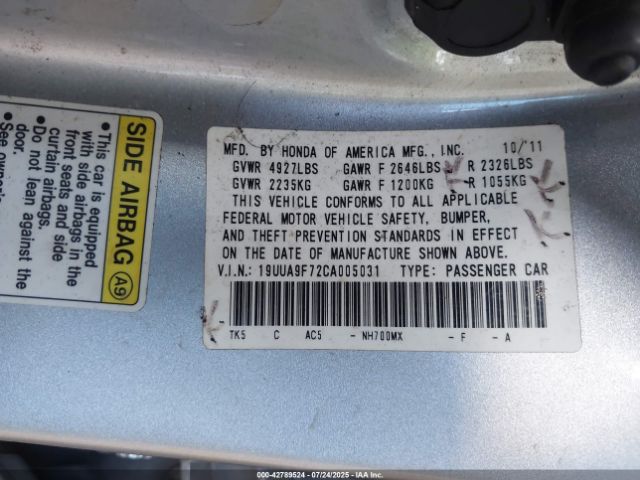 SIDE AIRBAG A9
•This car is equipped
with side airbags in the
front seats and side
curtain airbags.
•Do not lean against the
door.
•See owner's
MFD. BY HONDA OF AMERICA MFG., INC. 10/11
GVWR 4927LBS GAWR F 2646LBS R 2326LBS
GVWR 2235KG GAWR F 1200KG R 1055KG
THIS VEHICLE CONFORMS TO ALL APPLICABLE
FEDERAL MOTOR VEHICLE SAFETY, BUMPER,
AND THEFT PREVENTION STANDARDS IN EFFECT
ON THE DATE OF MANUFACTURE SHOWN ABOVE.
V.I.N.: 19UUA9F72CA005031 TYPE: PASSENGER CAR
TK5 C AC5 - NH700MX - F - A
000-42789524 | 07/24/2025 | IAAI.COM